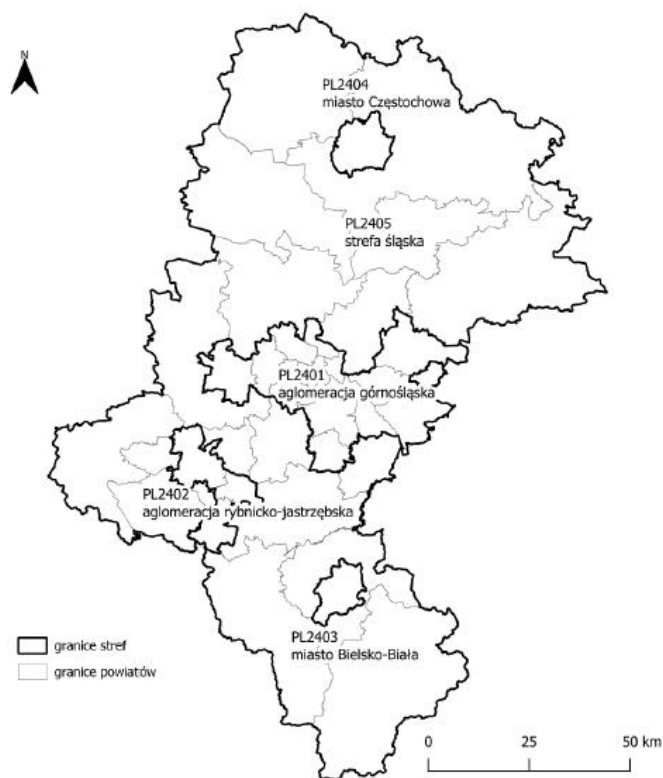 N
PL2404
miasto Częstochowa
PL2405
strefa śląska
PL2401
aglomeracja górnośląska
PL2402
aglomeracja rybnicko-jastrzębska
PL2403
miasto Bielsko-Biała
granice stref
granice powiatów
0 25 50 km